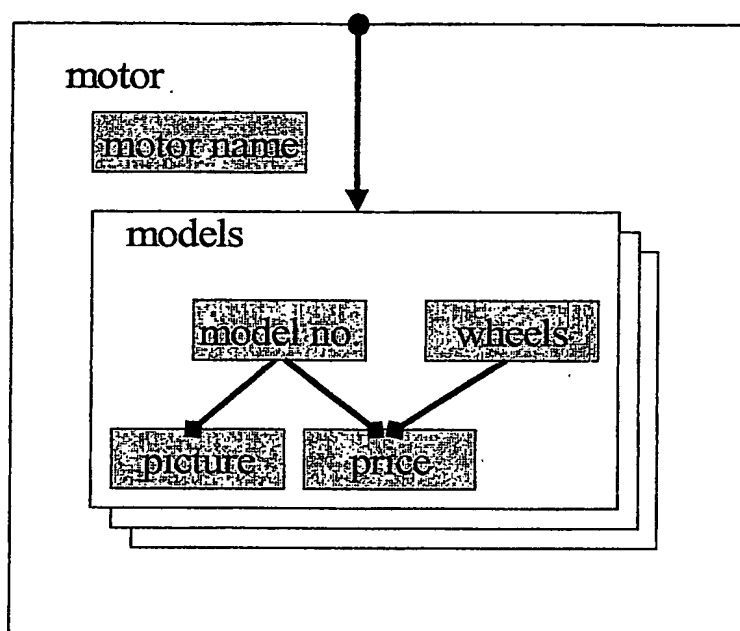 motor
motor name
models
model no
wheels
picture
price